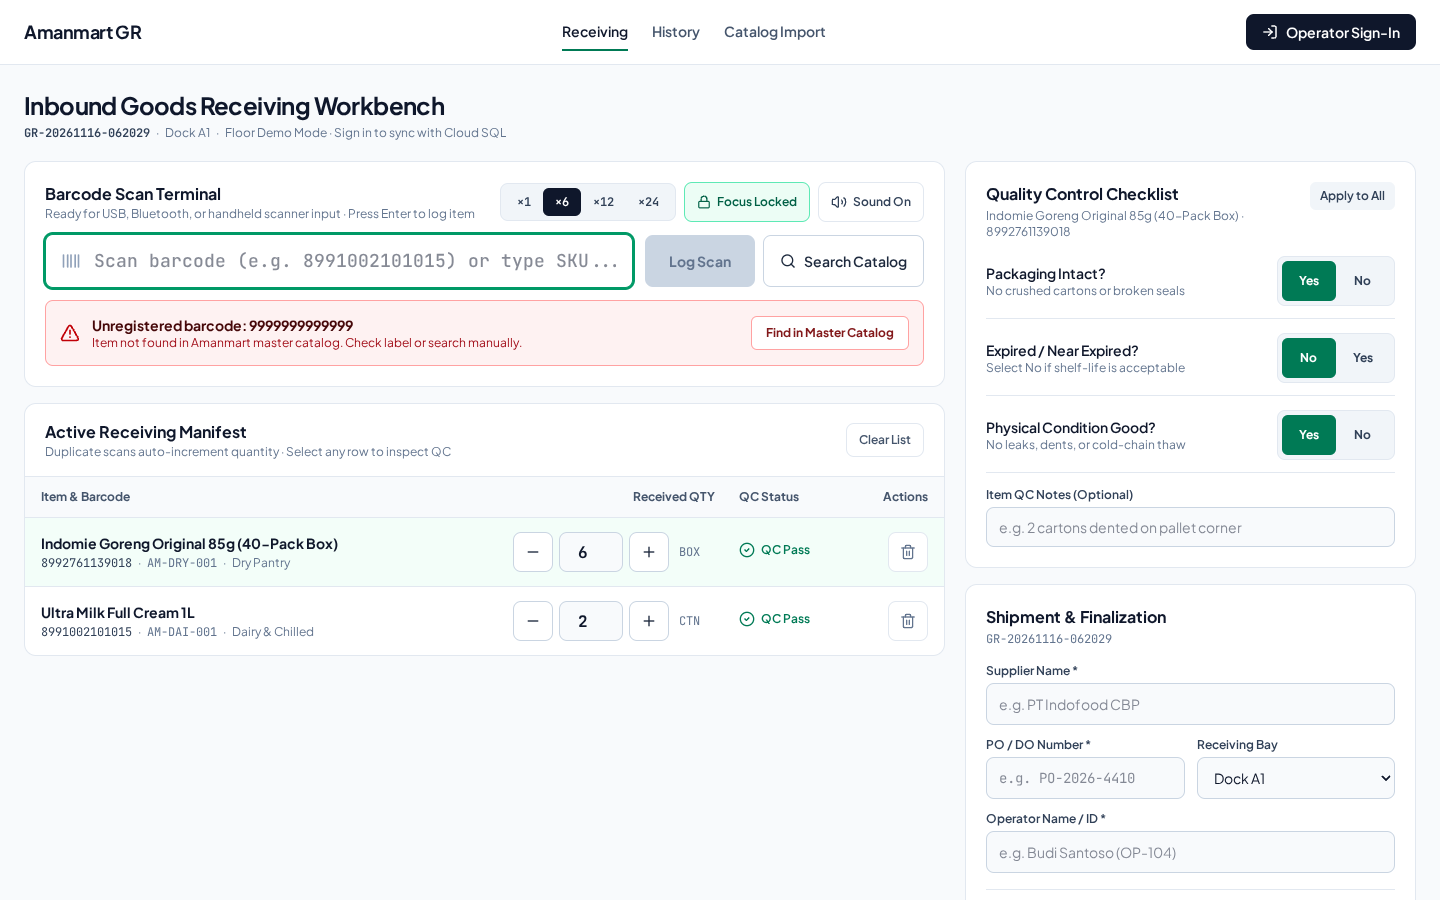 Amanmart GR
Receiving History Catalog Import
Operator Sign-In
Inbound Goods Receiving Workbench
GR-20261116-062029 · Dock A1 · Floor Demo Mode · Sign in to sync with Cloud SQL
Barcode Scan Terminal
Ready for USB, Bluetooth, or handheld scanner input · Press Enter to log item
×1 ×6 ×12 ×24
Focus Locked
Sound On
Scan barcode (e.g. 8991002101015) or type SKU...
Log Scan
Search Catalog
Unregistered barcode: 9999999999999
Item not found in Amanmart master catalog. Check label or search manually.
Find in Master Catalog
Active Receiving Manifest
Duplicate scans auto-increment quantity · Select any row to inspect QC
Clear List
Item & Barcode Received QTY QC Status Actions
Indomie Goreng Original 85g (40-Pack Box)
8992761139018 · AM-DRY-001 · Dry Pantry
− 6 + BOX
QC Pass
Ultra Milk Full Cream 1L
8991002101015 · AM-DAI-001 · Dairy & Chilled
− 2 + CTN
QC Pass
Quality Control Checklist
Apply to All
Indomie Goreng Original 85g (40-Pack Box) ·
8992761139018
Packaging Intact?
No crushed cartons or broken seals
Yes No
Expired / Near Expired?
Select No if shelf-life is acceptable
No Yes
Physical Condition Good?
No leaks, dents, or cold-chain thaw
Yes No
Item QC Notes (Optional)
e.g. 2 cartons dented on pallet corner
Shipment & Finalization
GR-20261116-062029
Supplier Name *
e.g. PT Indofood CBP
PO / DO Number * Receiving Bay
e.g. PO-2026-4410 Dock A1
Operator Name / ID *
e.g. Budi Santoso (OP-104)